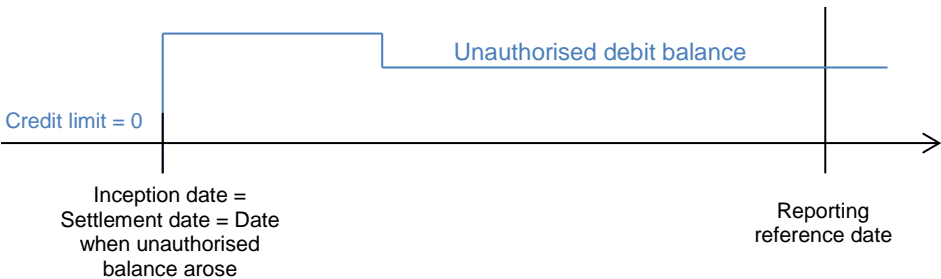 Unauthorised debit balance
Credit limit = 0
Inception date =
Settlement date = Date
when unauthorised
balance arose
Reporting
reference date